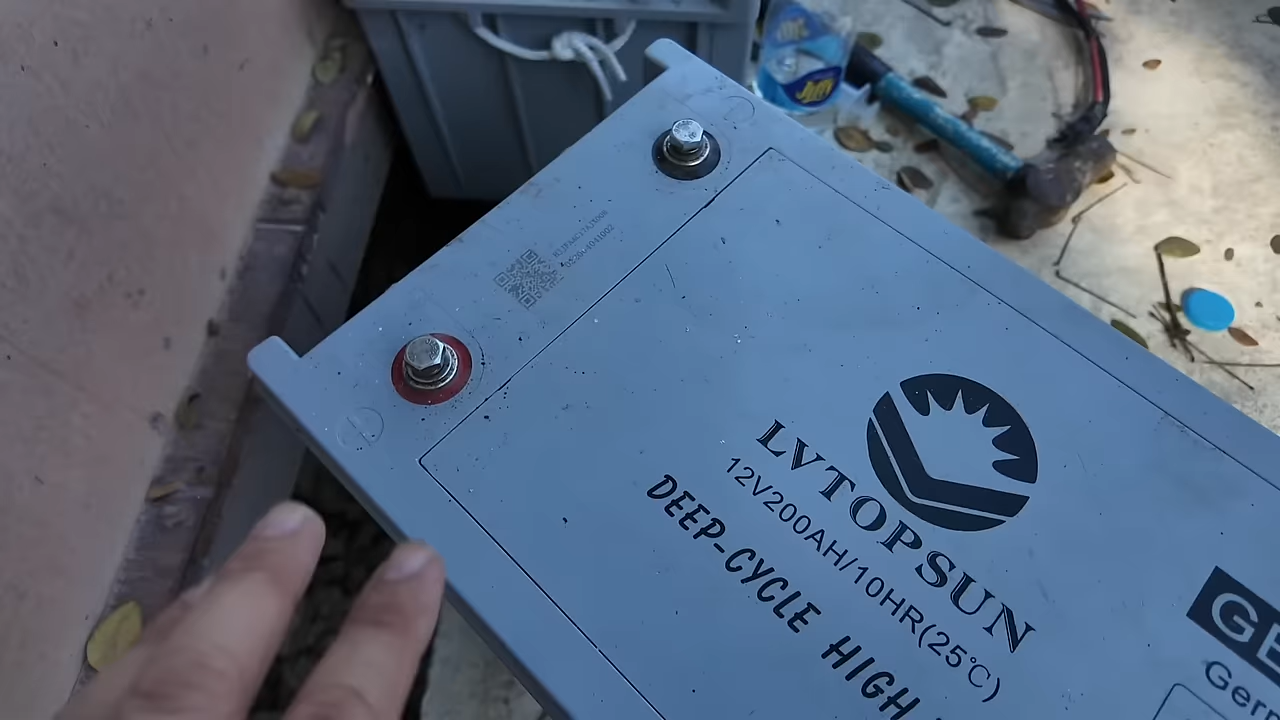 LVTOPSUN
12V200AH/10HR(25℃)
DEEP-CYCLE HIGH
GE
Gern